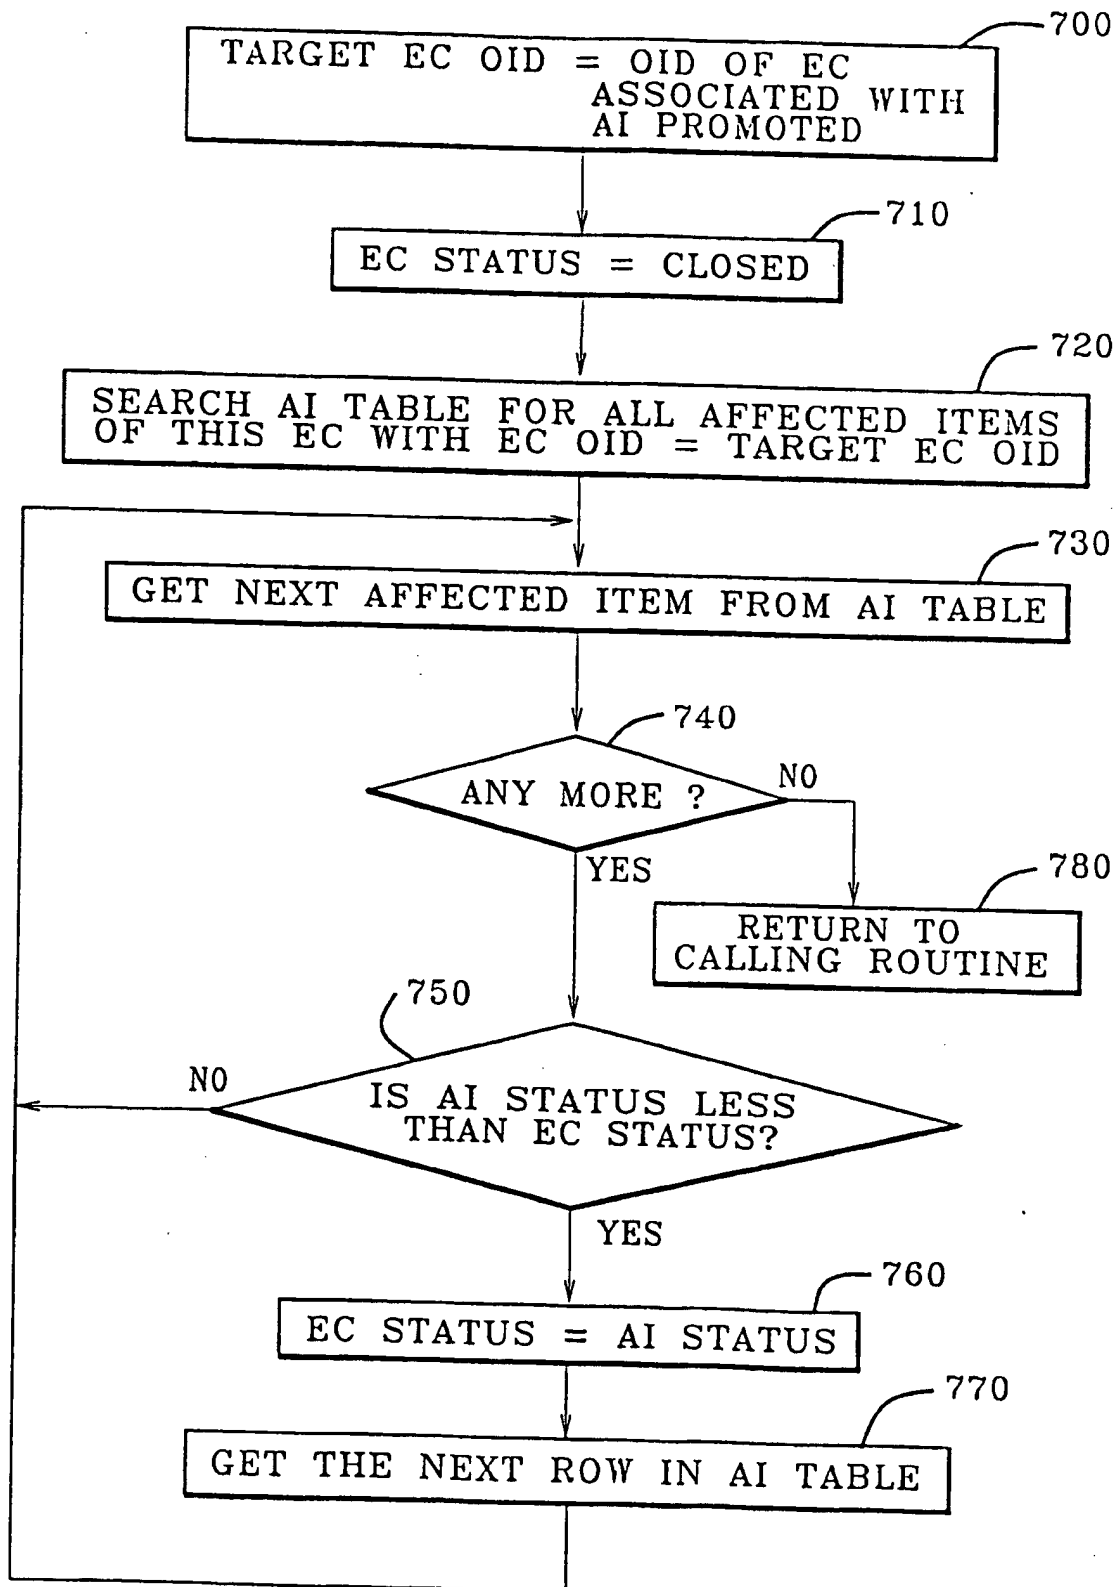 700
TARGET EC OID = OID OF EC
ASSOCIATED WITH
AI PROMOTED
710
EC STATUS = CLOSED
720
SEARCH AI TABLE FOR ALL AFFECTED ITEMS
OF THIS EC WITH EC OID = TARGET EC OID
730
GET NEXT AFFECTED ITEM FROM AI TABLE
740
ANY MORE ?
NO
YES
780
RETURN TO
CALLING ROUTINE
750
NO
IS AI STATUS LESS
THAN EC STATUS?
YES
760
EC STATUS = AI STATUS
770
GET THE NEXT ROW IN AI TABLE